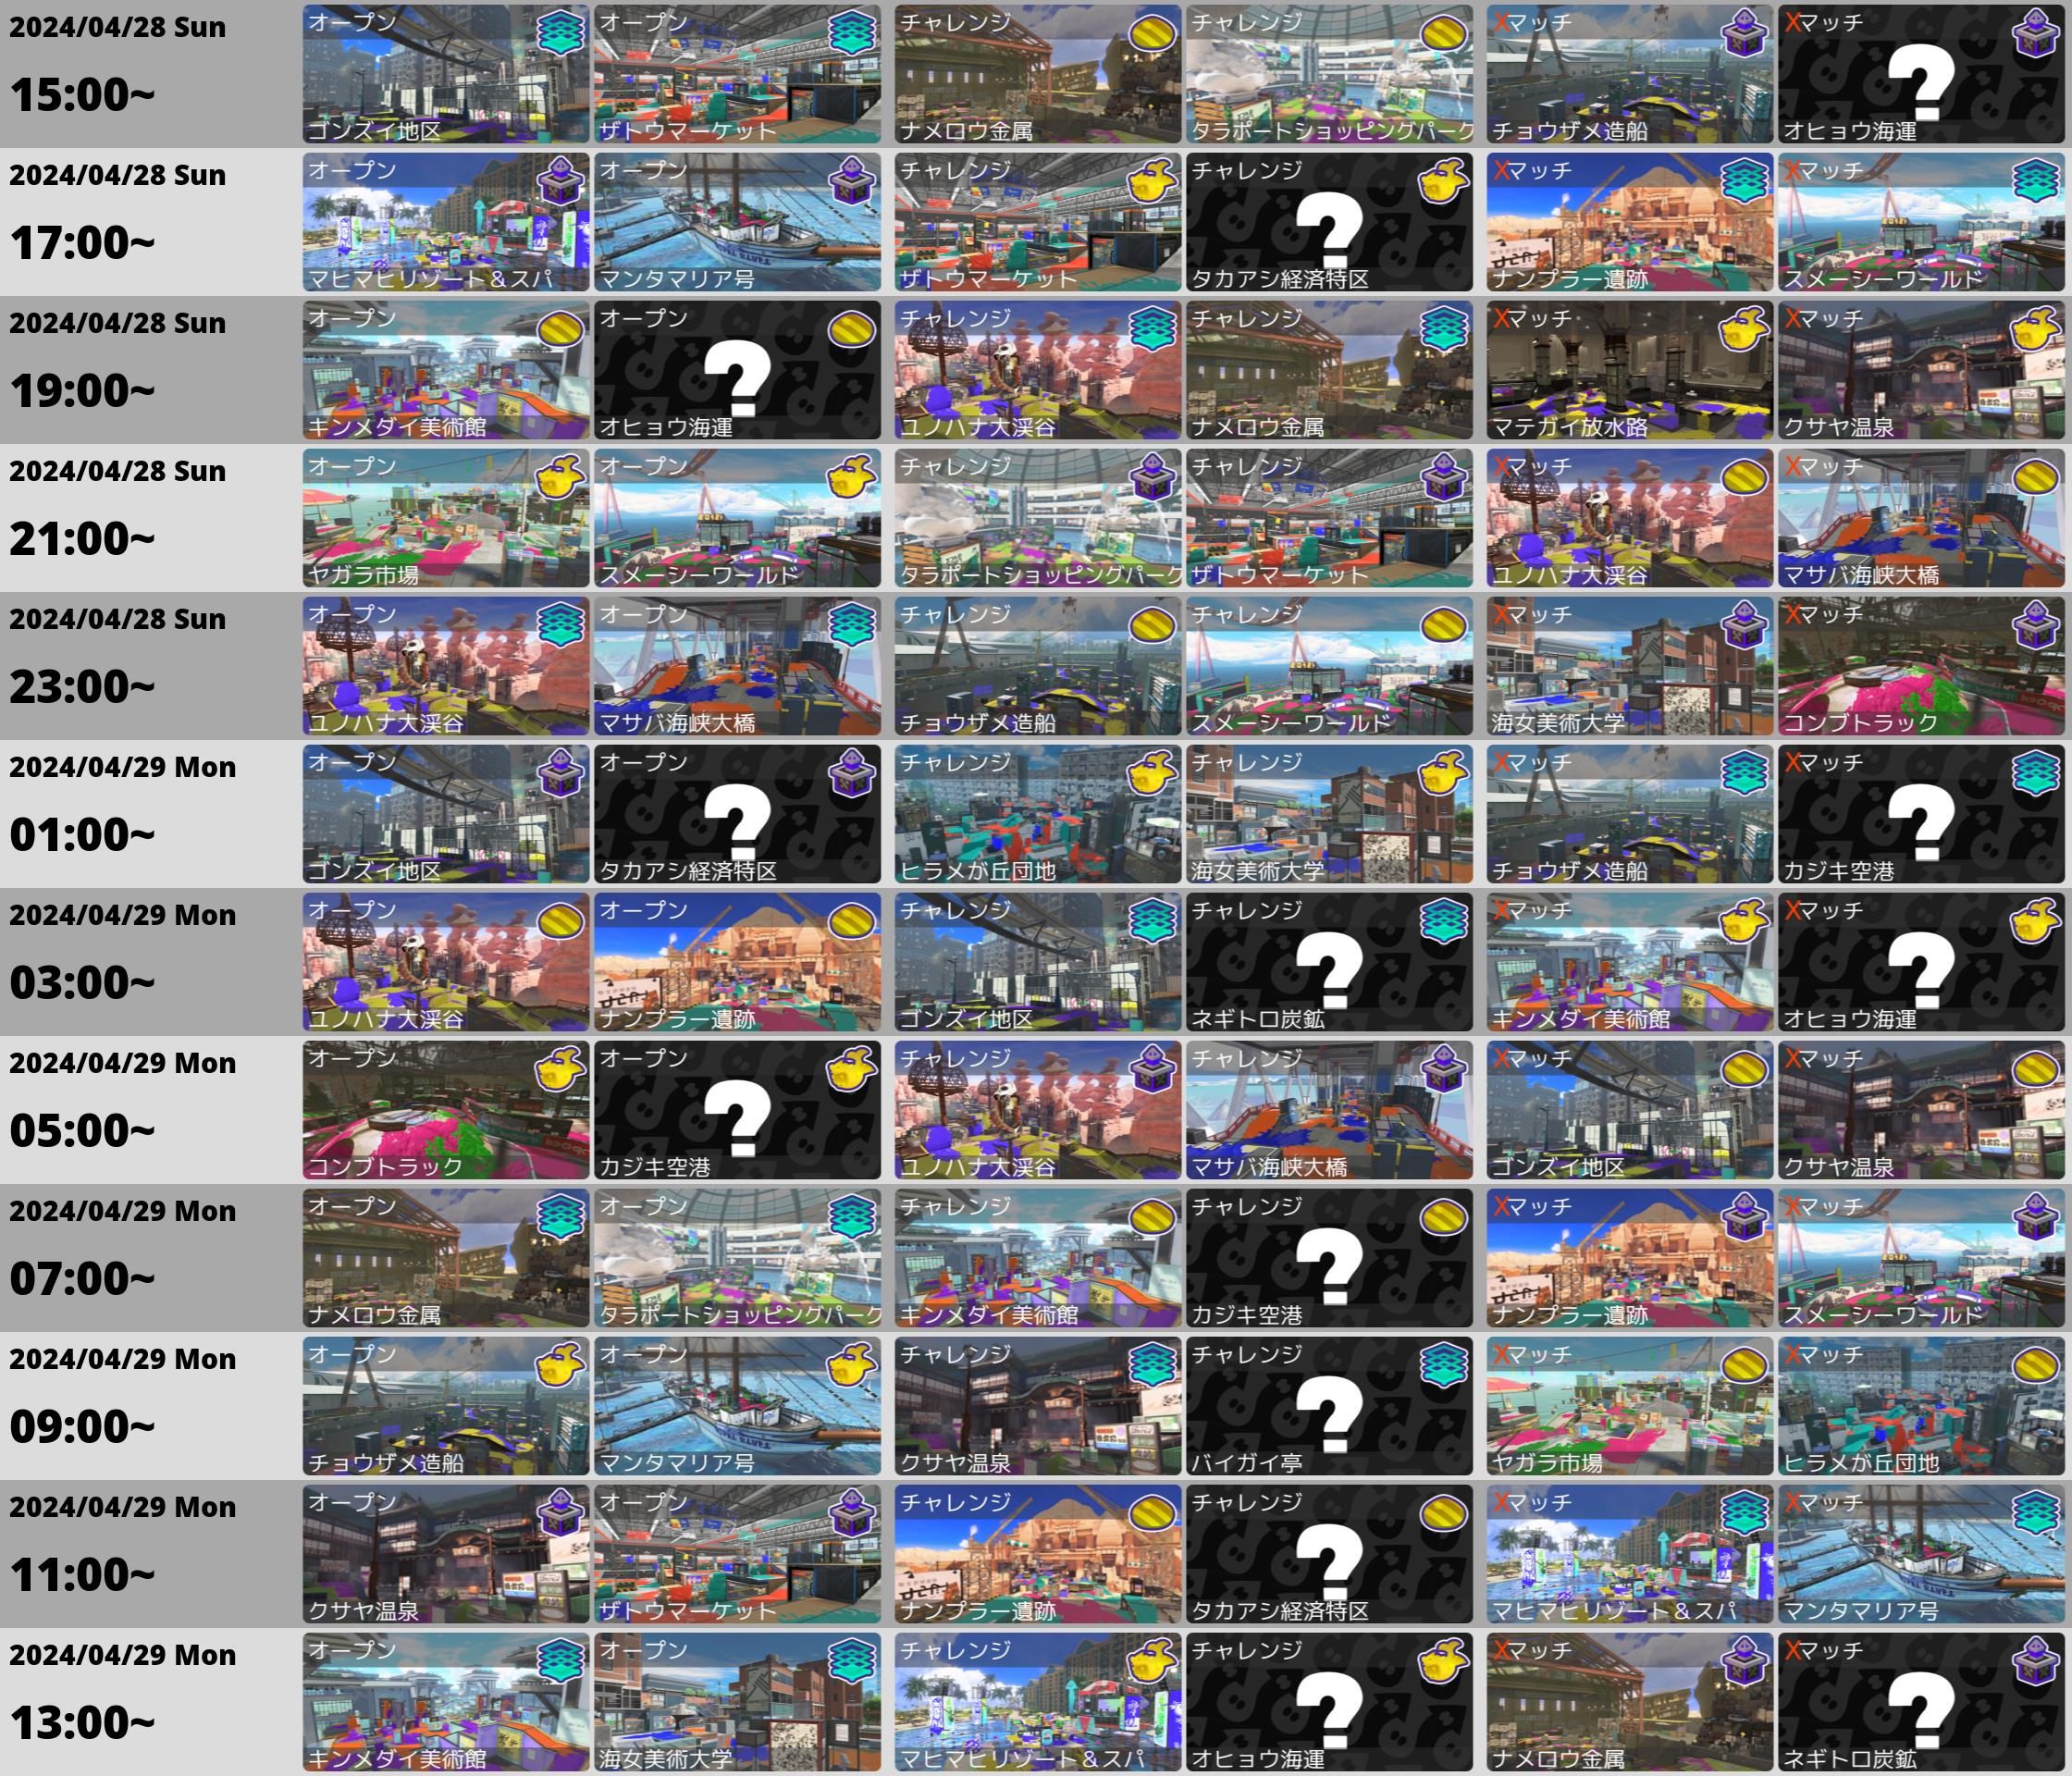 2024/04/28 Sun
15:00~
オープン
ゴンズイ地区
オープン
ザトウマーケット
チャレンジ
ナメロウ金属
チャレンジ
タラポートショッピングパーク
Xマッチ
チョウザメ造船
Xマッチ
?
オヒョウ海運
2024/04/28 Sun
17:00~
オープン
マヒマヒリゾート&スパ
オープン
マンタマリア号
チャレンジ
ザトウマーケット
チャレンジ
?
タカアシ経済特区
Xマッチ
ナンプラー遺跡
Xマッチ
スメーシーワールド
2024/04/28 Sun
19:00~
オープン
キンメダイ美術館
オープン
?
オヒョウ海運
チャレンジ
ユノハナ大渓谷
チャレンジ
ナメロウ金属
Xマッチ
マテガイ放水路
Xマッチ
クサヤ温泉
2024/04/28 Sun
21:00~
オープン
ヤガラ市場
オープン
スメーシーワールド
チャレンジ
タラポートショッピングパーク
チャレンジ
ザトウマーケット
Xマッチ
ユノハナ大渓谷
Xマッチ
マサバ海峡大橋
2024/04/28 Sun
23:00~
オープン
ユノハナ大渓谷
オープン
マサバ海峡大橋
チャレンジ
チョウザメ造船
チャレンジ
スメーシーワールド
Xマッチ
海女美術大学
Xマッチ
コンブトラック
2024/04/29 Mon
01:00~
オープン
ゴンズイ地区
オープン
?
タカアシ経済特区
チャレンジ
ヒラメが丘団地
チャレンジ
海女美術大学
Xマッチ
チョウザメ造船
Xマッチ
?
カジキ空港
2024/04/29 Mon
03:00~
オープン
ユノハナ大渓谷
オープン
ナンプラー遺跡
チャレンジ
ゴンズイ地区
チャレンジ
?
ネギトロ炭鉱
Xマッチ
キンメダイ美術館
Xマッチ
?
オヒョウ海運
2024/04/29 Mon
05:00~
オープン
コンブトラック
オープン
?
カジキ空港
チャレンジ
ユノハナ大渓谷
チャレンジ
マサバ海峡大橋
Xマッチ
ゴンズイ地区
Xマッチ
クサヤ温泉
2024/04/29 Mon
07:00~
オープン
ナメロウ金属
オープン
タラポートショッピングパーク
チャレンジ
キンメダイ美術館
チャレンジ
?
カジキ空港
Xマッチ
ナンプラー遺跡
Xマッチ
スメーシーワールド
2024/04/29 Mon
09:00~
オープン
チョウザメ造船
オープン
マンタマリア号
チャレンジ
クサヤ温泉
チャレンジ
?
バイガイ亭
Xマッチ
ヤガラ市場
Xマッチ
ヒラメが丘団地
2024/04/29 Mon
11:00~
オープン
クサヤ温泉
オープン
ザトウマーケット
チャレンジ
ナンプラー遺跡
チャレンジ
?
タカアシ経済特区
Xマッチ
マヒマヒリゾート&スパ
Xマッチ
マンタマリア号
2024/04/29 Mon
13:00~
オープン
キンメダイ美術館
オープン
海女美術大学
チャレンジ
マヒマヒリゾート&スパ
チャレンジ
?
オヒョウ海運
Xマッチ
ナメロウ金属
Xマッチ
?
ネギトロ炭鉱